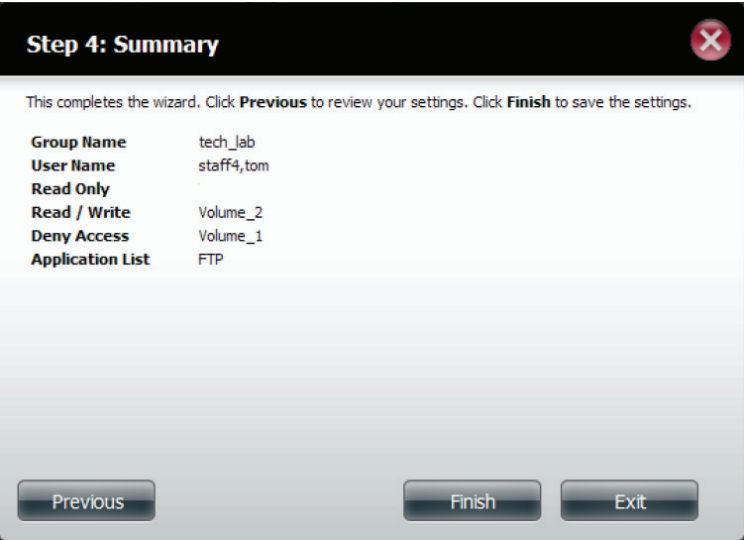 Step 4: Summary
This completes the wizard. Click Previous to review your settings. Click Finish to save the settings.
Group Name tech_lab
User Name staff4,tom
Read Only
Read / Write Volume_2
Deny Access Volume_1
Application List FTP
Previous Finish Exit